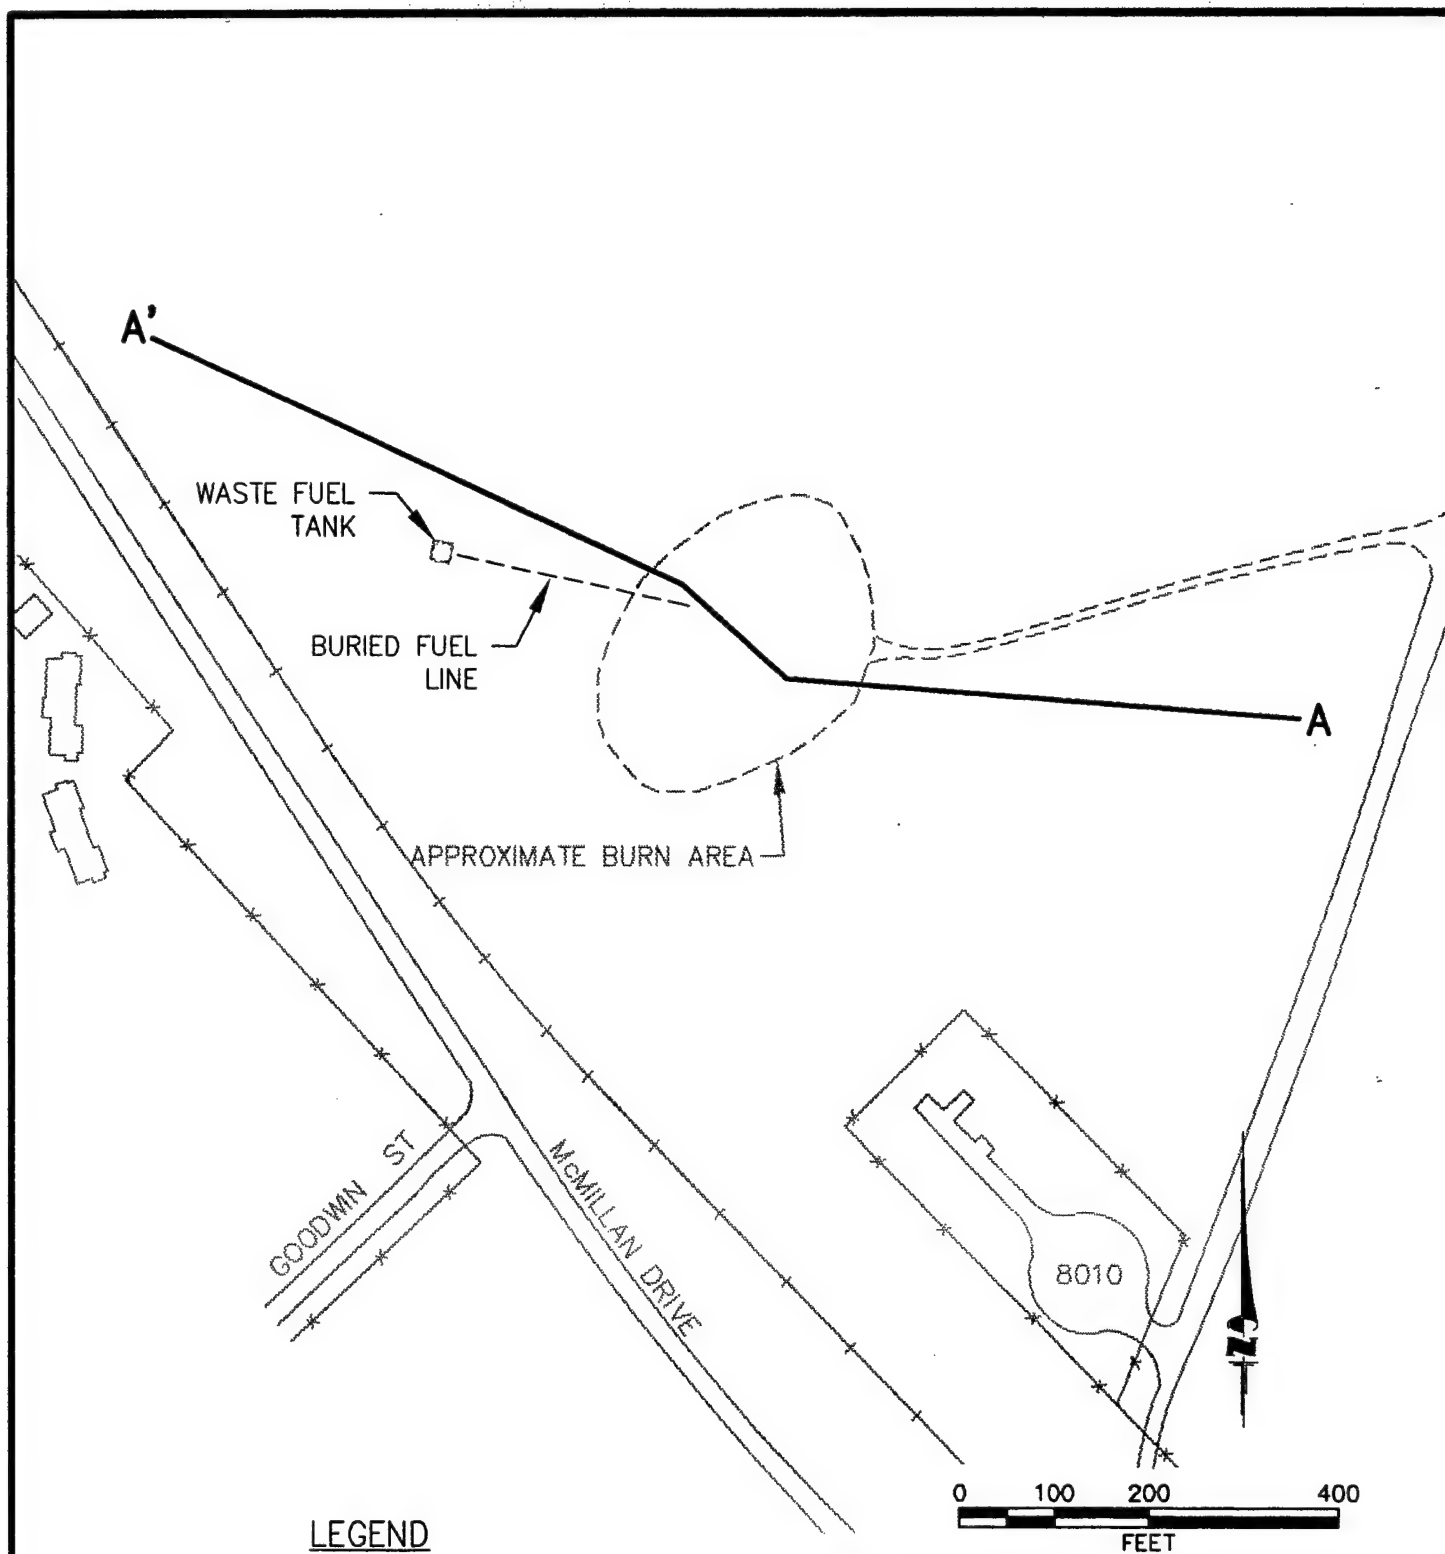 A'
WASTE FUEL
TANK
BURIED FUEL
LINE
A
APPROXIMATE BURN AREA
GOODWIN ST
McMILLAN DRIVE
8010
N
0 100 200 400
FEET
LEGEND